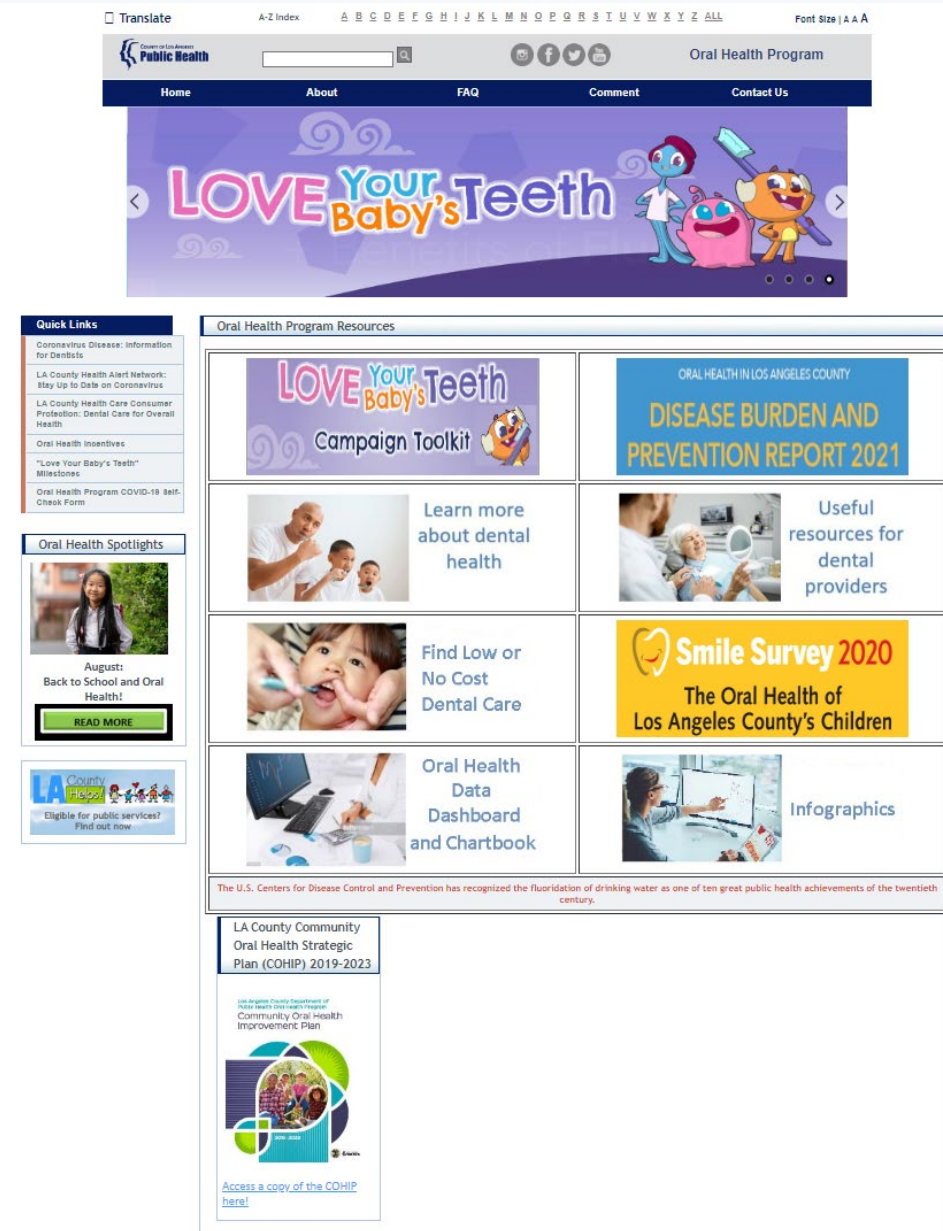 Translate
A-Z Index
A B C D E F G H I J K L M N O P Q R S T U V W X Y Z ALL
Font Size | A A A
County of Los Angeles
Public Health
Oral Health Program
Home About FAQ Comment Contact Us
LOVE Your Baby's Teeth
Quick Links
Coronavirus Disease: Information
for Dentists
LA County Health Alert Network:
Stay Up to Date on Coronavirus
LA County Health Care Consumer
Protection: Dental Care for Overall
Health
Oral Health Incentives
"Love Your Baby's Teeth"
Milestones
Oral Health Program COVID-19 Self-
Check Form
Oral Health Spotlights
August:
Back to School and Oral
Health!
READ MORE
LA County
Helps!
Eligible for public services?
Find out now
Oral Health Program Resources
LOVE Your Baby's Teeth
Campaign Toolkit
ORAL HEALTH IN LOS ANGELES COUNTY
DISEASE BURDEN AND
PREVENTION REPORT 2021
Learn more
about dental
health
Useful
resources for
dental
providers
Find Low or
No Cost
Dental Care
Smile Survey 2020
The Oral Health of
Los Angeles County's Children
Oral Health
Data
Dashboard
and Chartbook
Infographics
The U.S. Centers for Disease Control and Prevention has recognized the fluoridation of drinking water as one of ten great public health achievements of the twentieth
century.
LA County Community
Oral Health Strategic
Plan (COHIP) 2019-2023
Los Angeles County Department of
Public Health Oral Health Program
Community Oral Health
Improvement Plan
Access a copy of the COHIP
here!